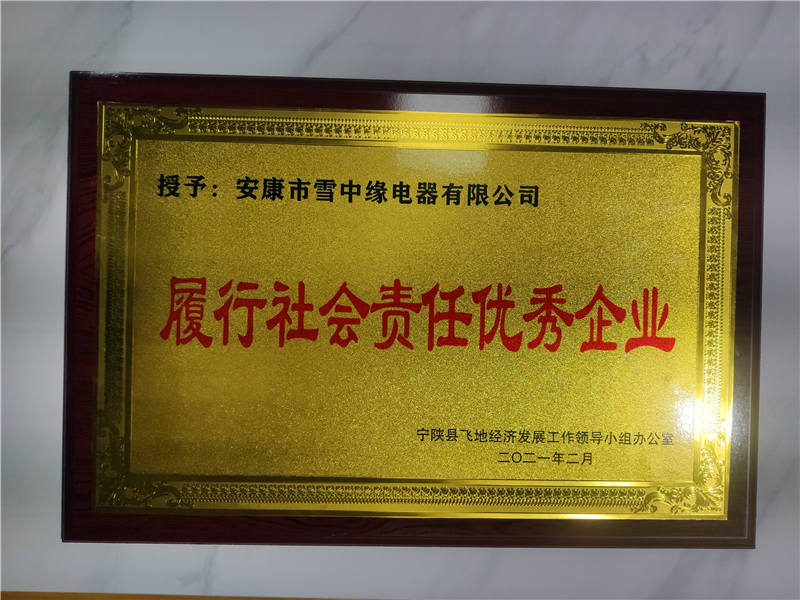 授予：安康市雪中缘电器有限公司
履行社会责任优秀企业
宁陕县飞地经济发展工作领导小组办公室
二〇二一年二月